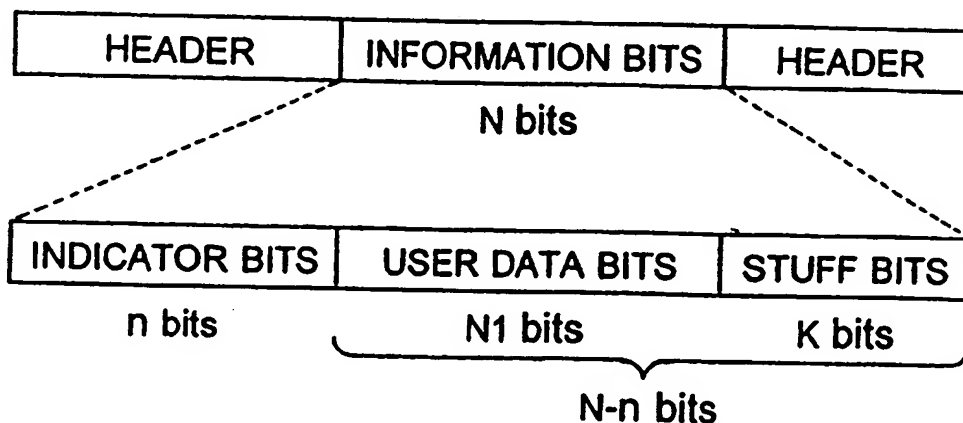 HEADER INFORMATION BITS HEADER
N bits
INDICATOR BITS USER DATA BITS STUFF BITS
n bits N1 bits K bits
N-n bits